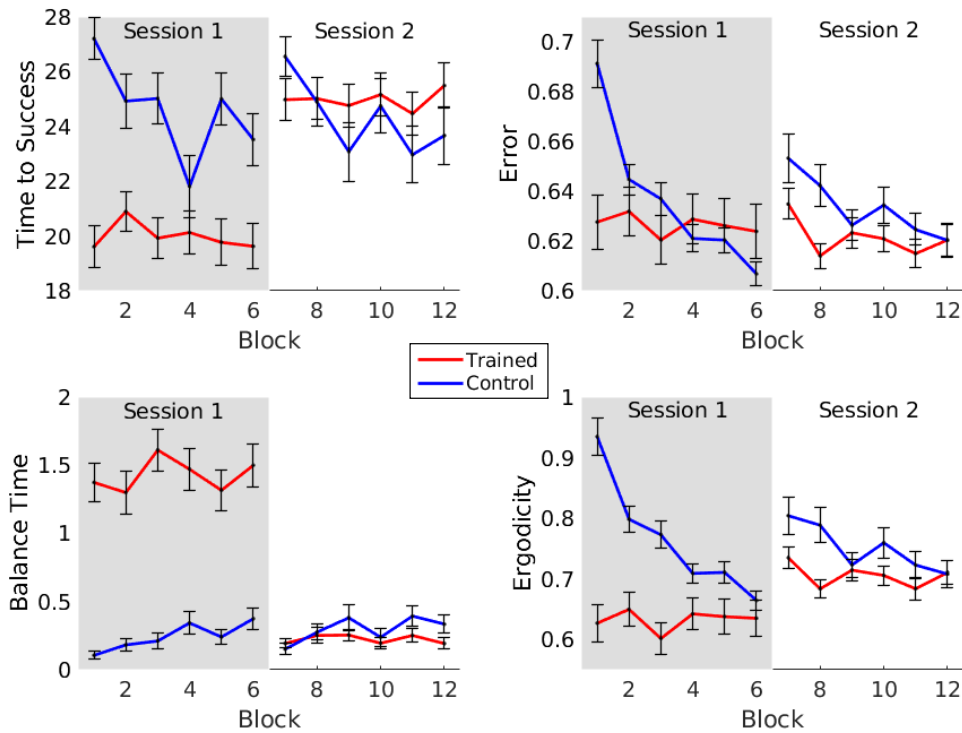 Session 1
Session 2
Time to Success
28
26
24
22
20
18
2
4
6
8
10
12
Block
Session 1
Session 2
Error
0.7
0.68
0.66
0.64
0.62
0.6
2
4
6
8
10
12
Block
Trained
Control
Session 1
Balance Time
2
1.5
1
0.5
0
2
4
6
8
10
12
Block
Session 1
Session 2
Ergodicity
1
0.9
0.8
0.7
0.6
2
4
6
8
10
12
Block